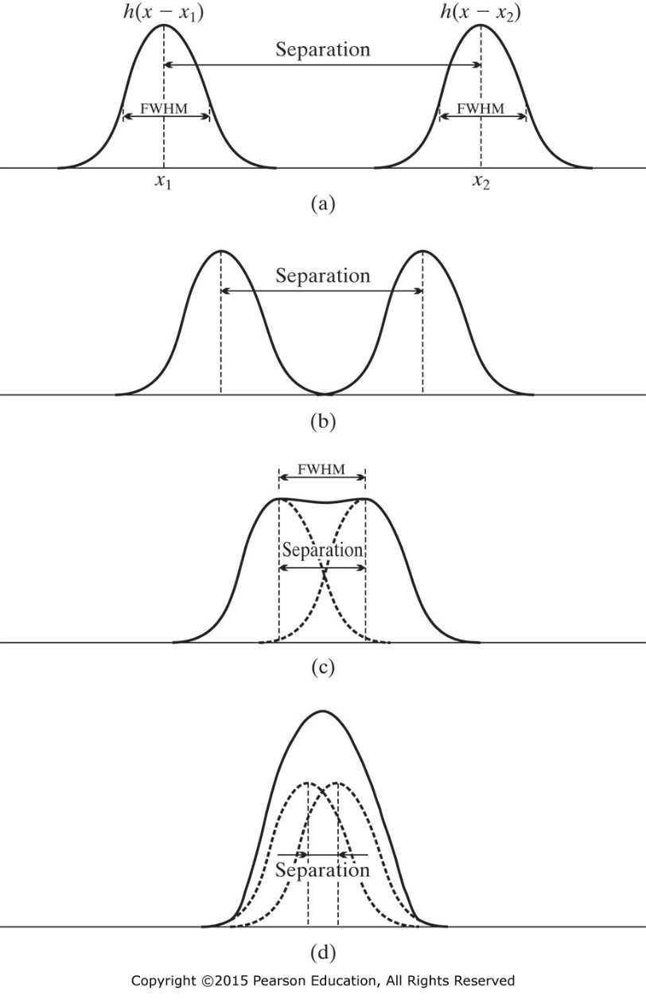 h(x − x₁)
h(x − x₂)
Separation
FWHM
FWHM
x₁
x₂
(a)
Separation
(b)
FWHM
Separation
(c)
Separation
(d)
Copyright ©2015 Pearson Education, All Rights Reserved